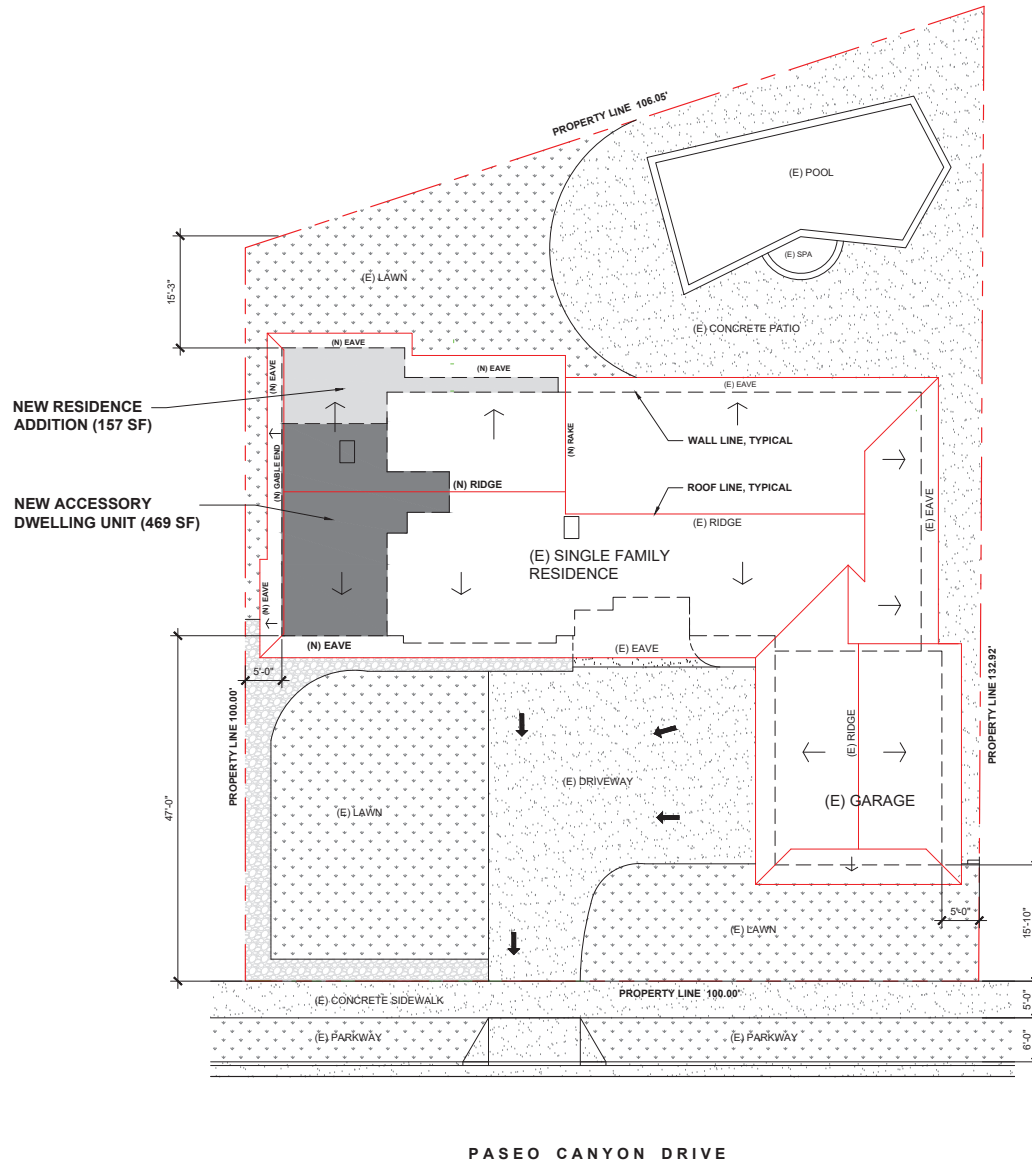 PROPERTY LINE 106.05'
(E) POOL
(E) SPA
(E) LAWN
15'-3"
(E) CONCRETE PATIO
(N) EAVE
(N) EAVE
(N) EAVE
(E) EAVE
NEW RESIDENCE
ADDITION (157 SF)
WALL LINE, TYPICAL
(N) GABLE END
(N) RAKE
(N) RIDGE
ROOF LINE, TYPICAL
NEW ACCESSORY
DWELLING UNIT (469 SF)
(E) RIDGE
(E) EAVE
(E) SINGLE FAMILY
RESIDENCE
(N) EAVE
(N) EAVE
(E) EAVE
5'-0"
PROPERTY LINE 100.00'
PROPERTY LINE 132.92'
(E) RIDGE
(E) DRIVEWAY
47'-0"
(E) LAWN
(E) GARAGE
5'-0"
15'-10"
(E) LAWN
PROPERTY LINE 100.00'
(E) CONCRETE SIDEWALK
5'-0"
(E) PARKWAY
(E) PARKWAY
6'-0"
PASEO CANYON DRIVE